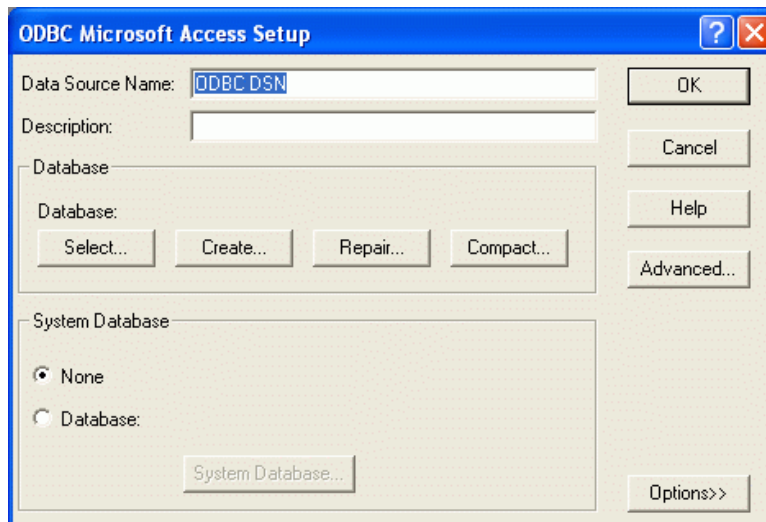 ODBC Microsoft Access Setup
Data Source Name: ODBC DSN
OK
Description:
Cancel
Database
Database:
Select... Create... Repair... Compact...
Help
Advanced...
System Database
None
Database:
System Database...
Options>>